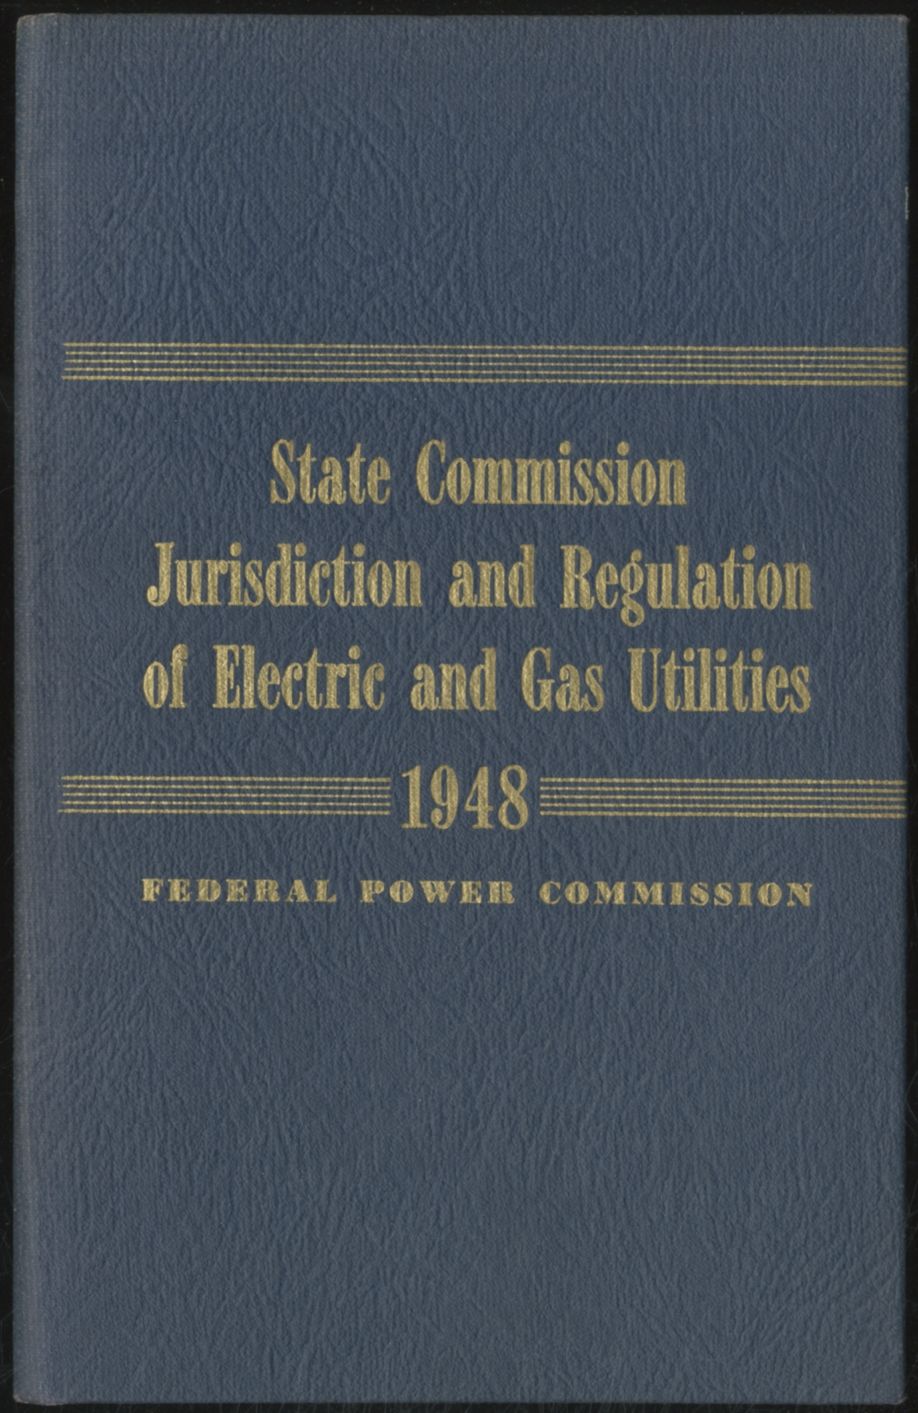 State Commission
Jurisdiction and Regulation
of Electric and Gas Utilities
1948
FEDERAL POWER COMMISSION